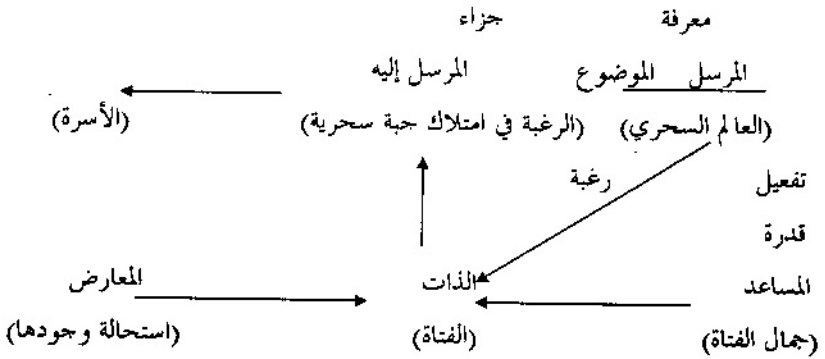 معرفة جزاء
المرسل الموضوع المرسل إليه
(العالم السحري) (الرغبة في امتلاك جبة سحرية) (الأسرة)
رغبة تفعيل
قدرة
المساعد الذات المعارض
(جمال الفتاة) (الفتاة) (استحالة وجودها)